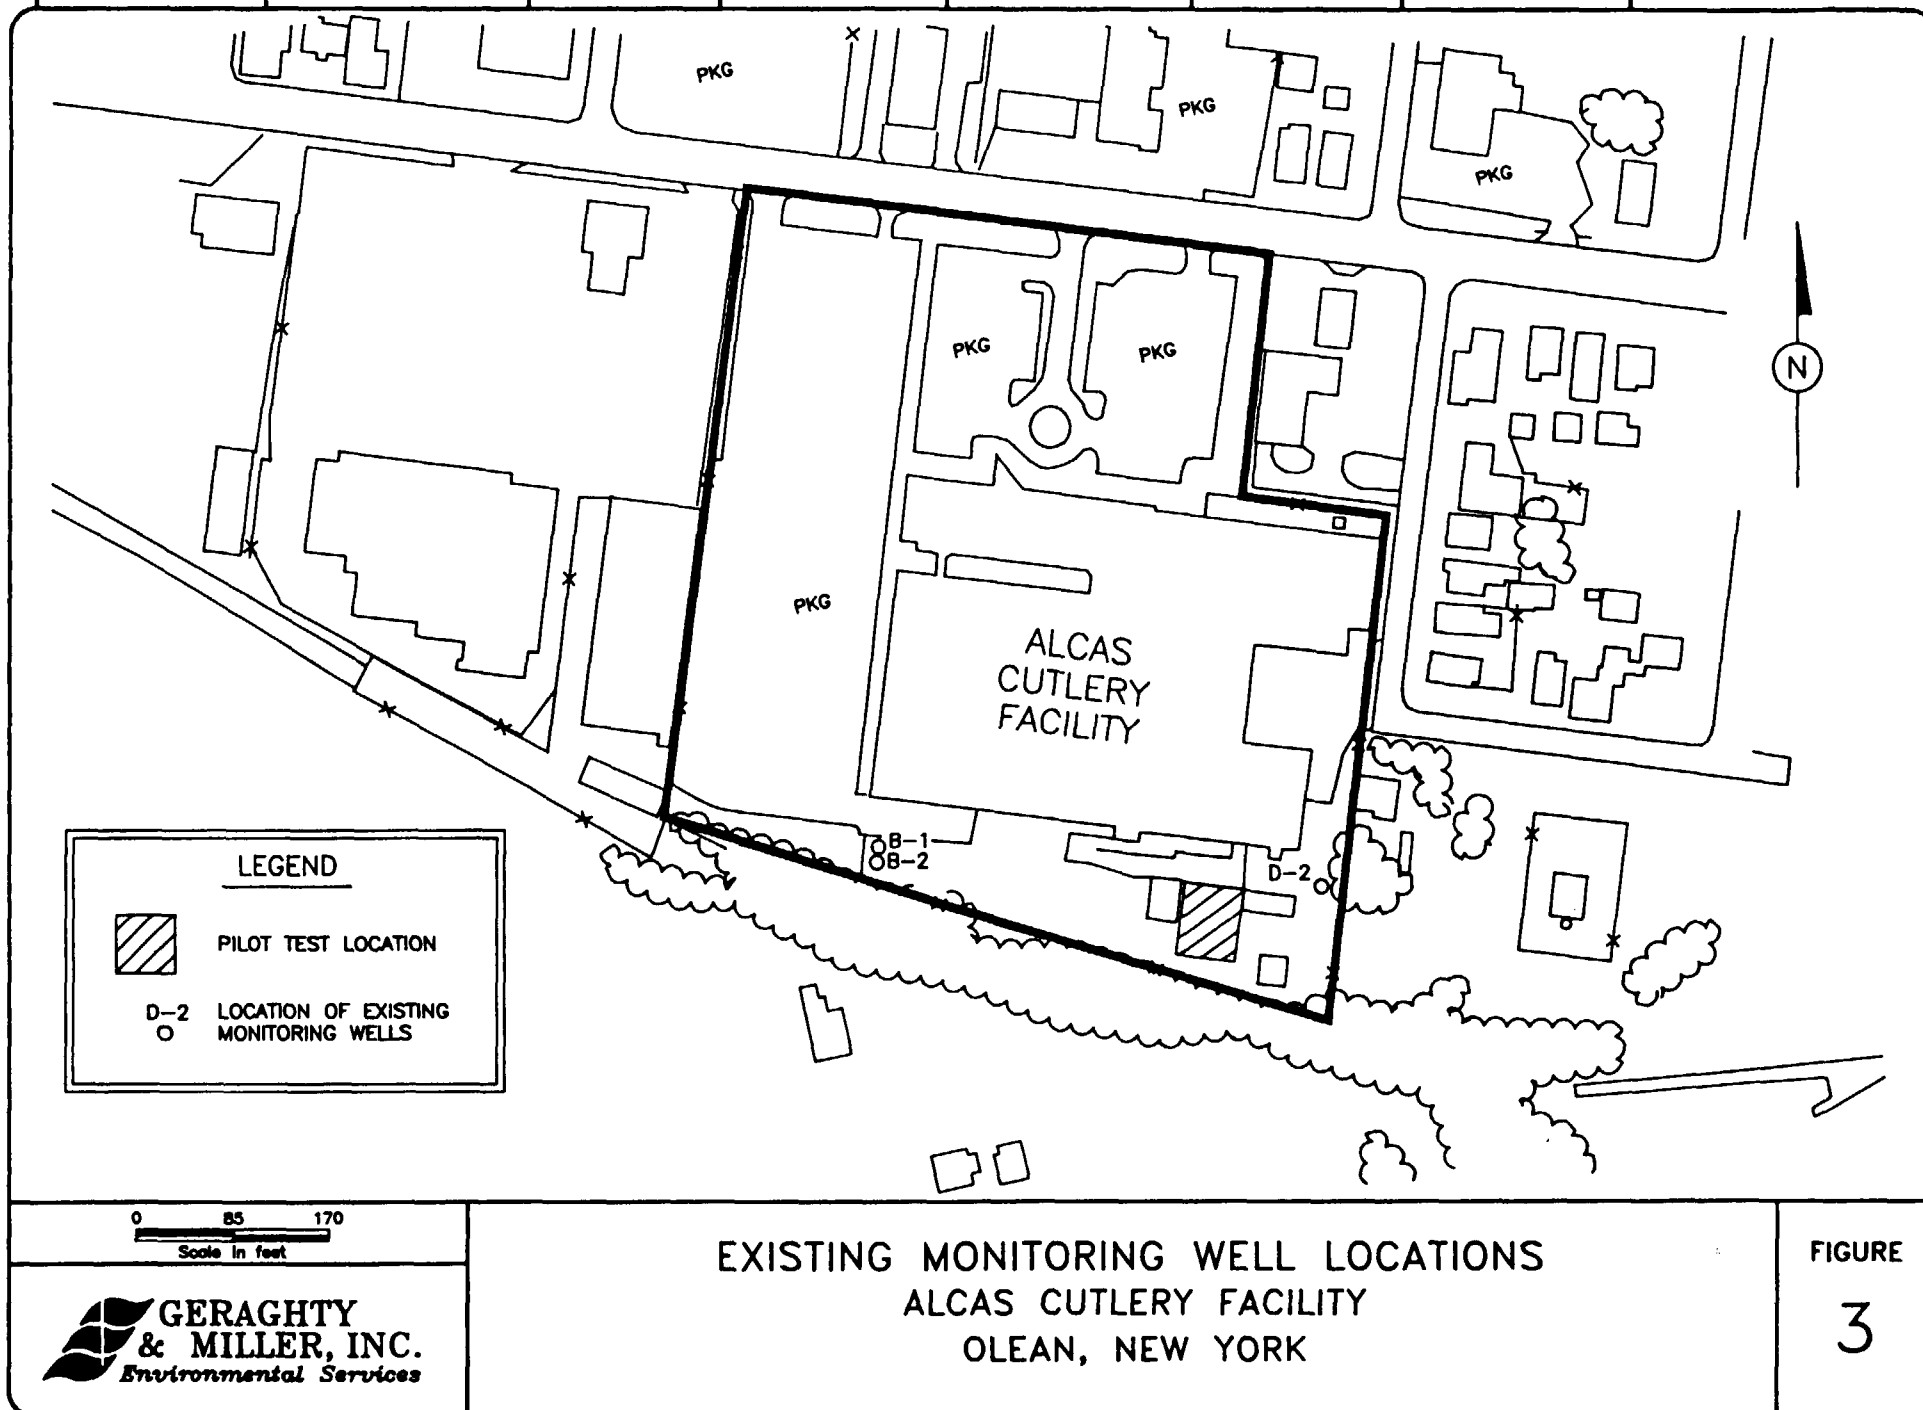 PKG
PKG
PKG
N
PKG
PKG
PKG
ALCAS
CUTLERY
FACILITY
B-1
B-2
D-2
LEGEND
PILOT TEST LOCATION
D-2 LOCATION OF EXISTING
MONITORING WELLS
0 85 170
Scale in feet
GERAGHTY
& MILLER, INC.
Environmental Services
EXISTING MONITORING WELL LOCATIONS
ALCAS CUTLERY FACILITY
OLEAN, NEW YORK
FIGURE
3